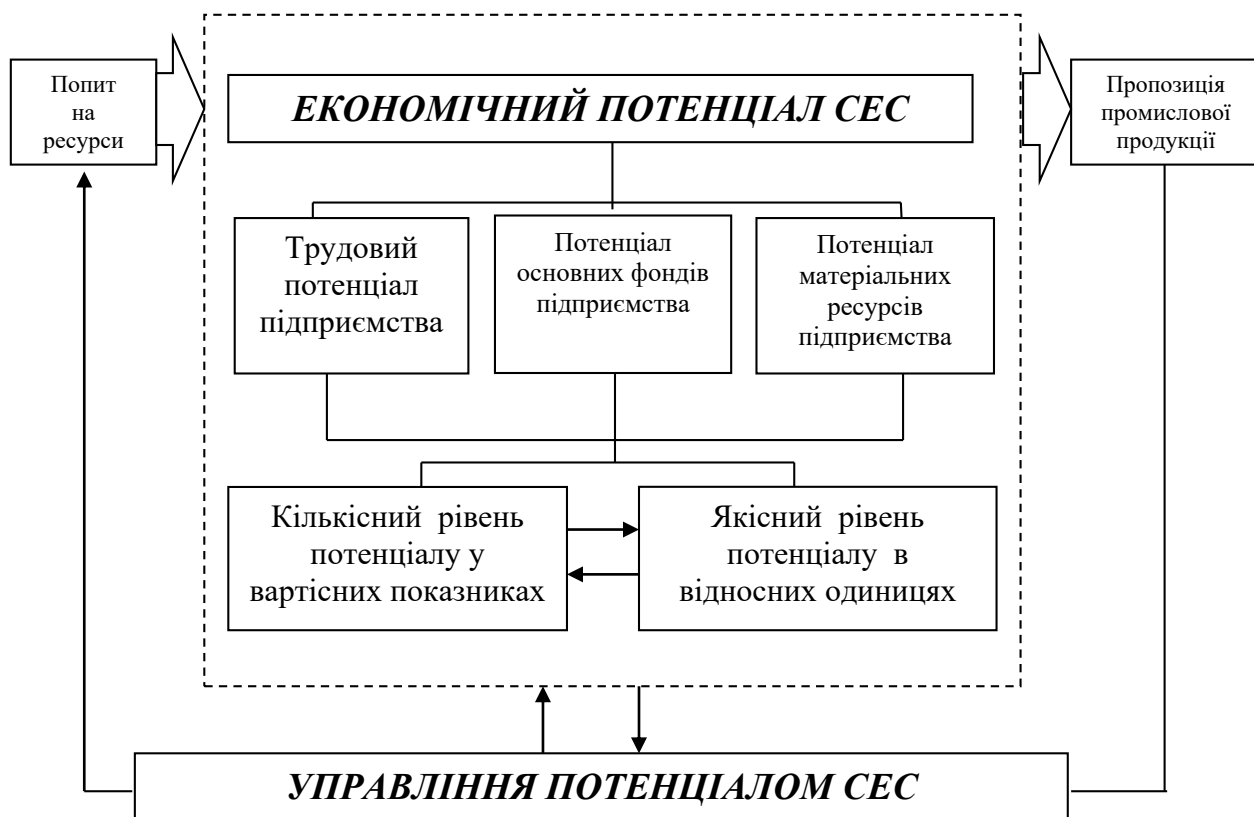 Попит
на
ресурси
ЕКОНОМІЧНИЙ ПОТЕНЦІАЛ СЕС
Пропозиція
промислової
продукції
Трудовий
потенціал
підприємства
Потенціал
основних фондів
підприємства
Потенціал
матеріальних
ресурсів
підприємства
Кількісний рівень
потенціалу у
вартісних показниках
Якісний рівень
потенціалу в
відносних одиницях
УПРАВЛІННЯ ПОТЕНЦІАЛОМ СЕС